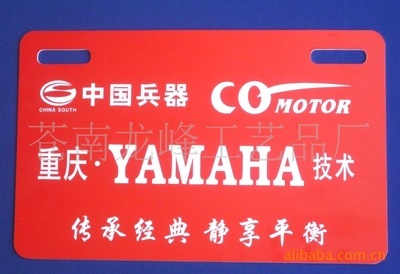 中国兵器 CO MOTOR
CHINA SOUTH
苍南龙峰工艺品厂
重庆·YAMAHA技术
传承经典 静享平衡
alibaba.com.cn